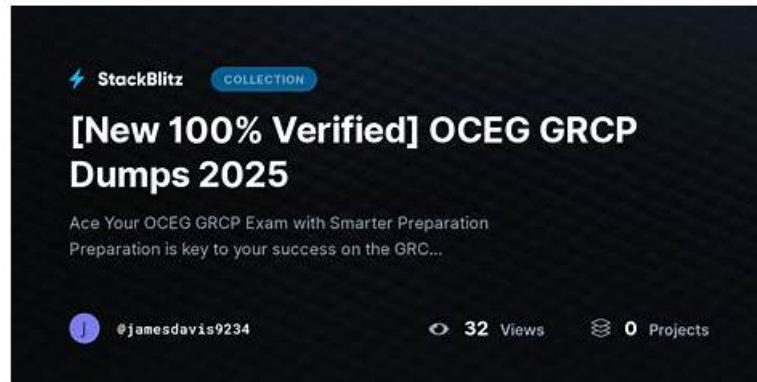 StackBlitz COLLECTION
[New 100% Verified] OCEG GRCP
Dumps 2025
Ace Your OCEG GRCP Exam with Smarter Preparation
Preparation is key to your success on the GRC...
J @jamesdavis9234 32 Views 0 Projects